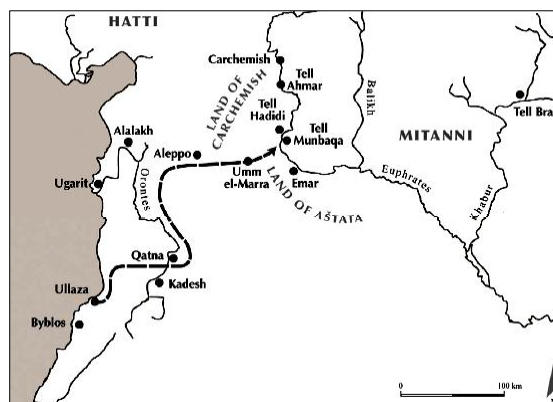 HATTI
Carchemish
Tell
Ahmar
LAND OF
CARCHEMISH
Balikh
Tell
Hadidi
Tell
Munbaqa
MITANNI
Tell Bra
Alalakh
Aleppo
Umm
el-Marra
Emar
Euphrates
Khabur
LAND OF AŠTATA
Ugarit
Orontes
Qatna
Kadesh
Ullaza
Byblos
0
100 km